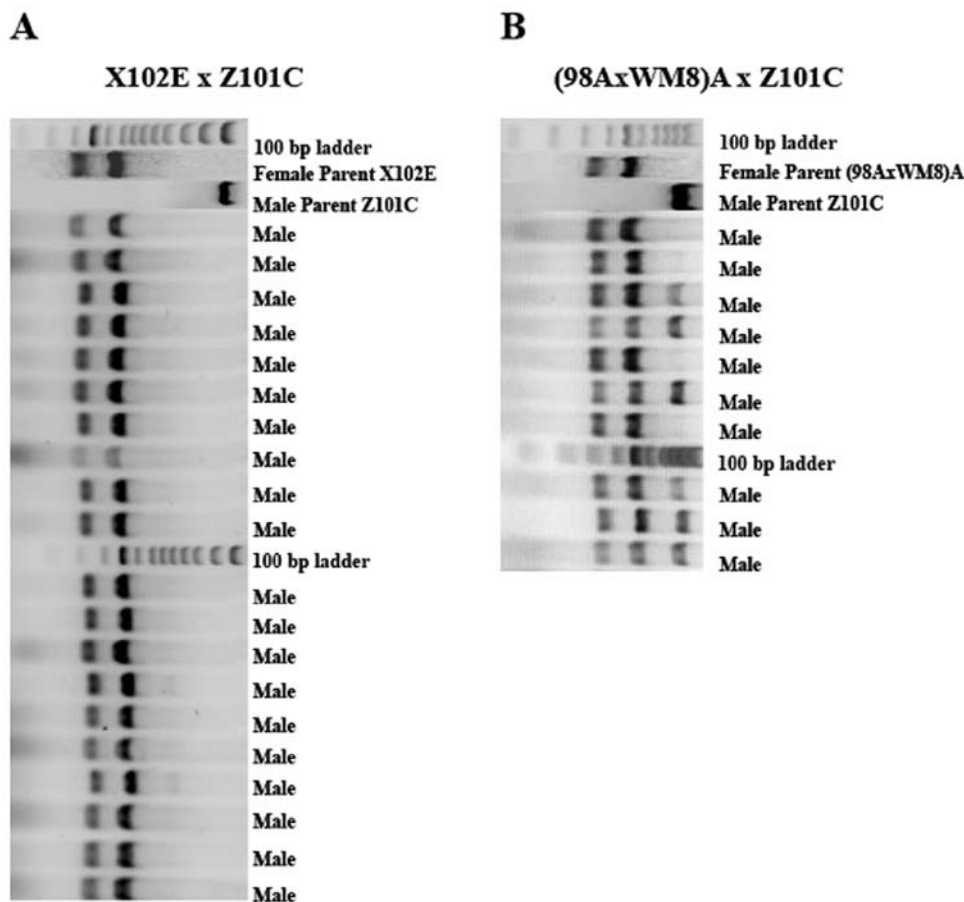 A
X102E x Z101C
100 bp ladder
Female Parent X102E
Male Parent Z101C
Male
Male
Male
Male
Male
Male
Male
Male
Male
Male
100 bp ladder
Male
Male
Male
Male
Male
Male
Male
Male
Male
Male
B
(98AxWM8)A x Z101C
100 bp ladder
Female Parent (98AxWM8)A
Male Parent Z101C
Male
Male
Male
Male
Male
Male
Male
100 bp ladder
Male
Male
Male